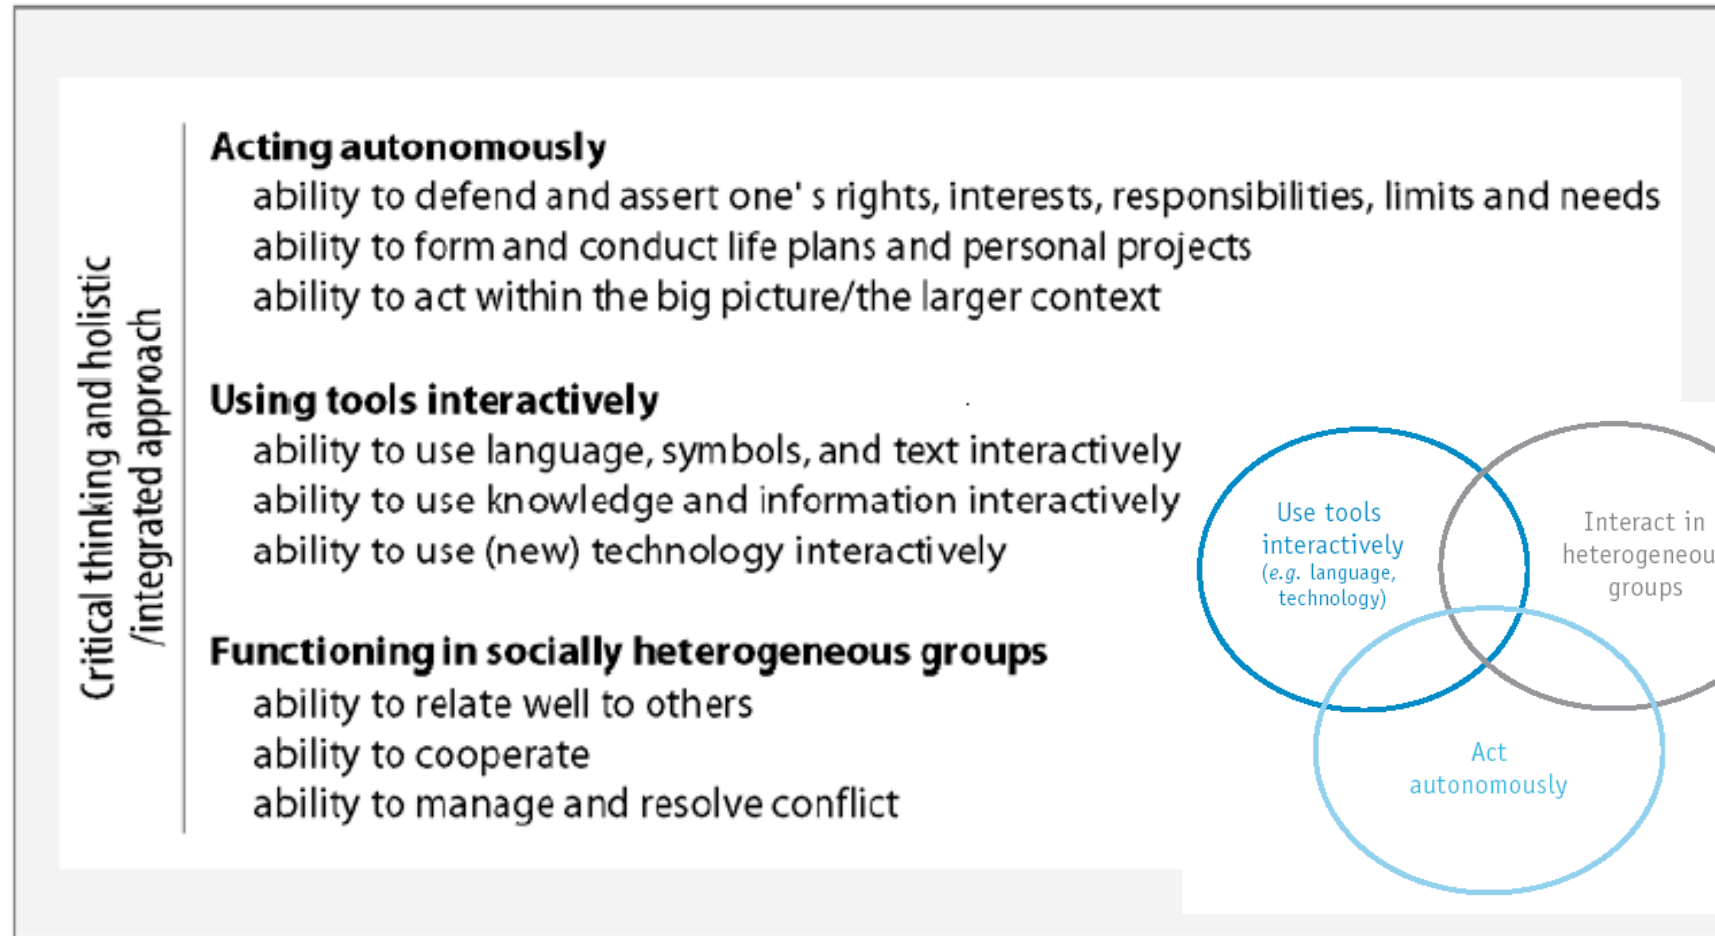 Critical thinking and holistic
/integrated approach
Acting autonomously
ability to defend and assert one' s rights, interests, responsibilities, limits and needs
ability to form and conduct life plans and personal projects
ability to act within the big picture/the larger context
Using tools interactively
ability to use language, symbols, and text interactively
ability to use knowledge and information interactively
ability to use (new) technology interactively
Functioning in socially heterogeneous groups
ability to relate well to others
ability to cooperate
ability to manage and resolve conflict
Use tools
interactively
(e.g. language,
technology)
Interact in
heterogeneou
groups
Act
autonomously